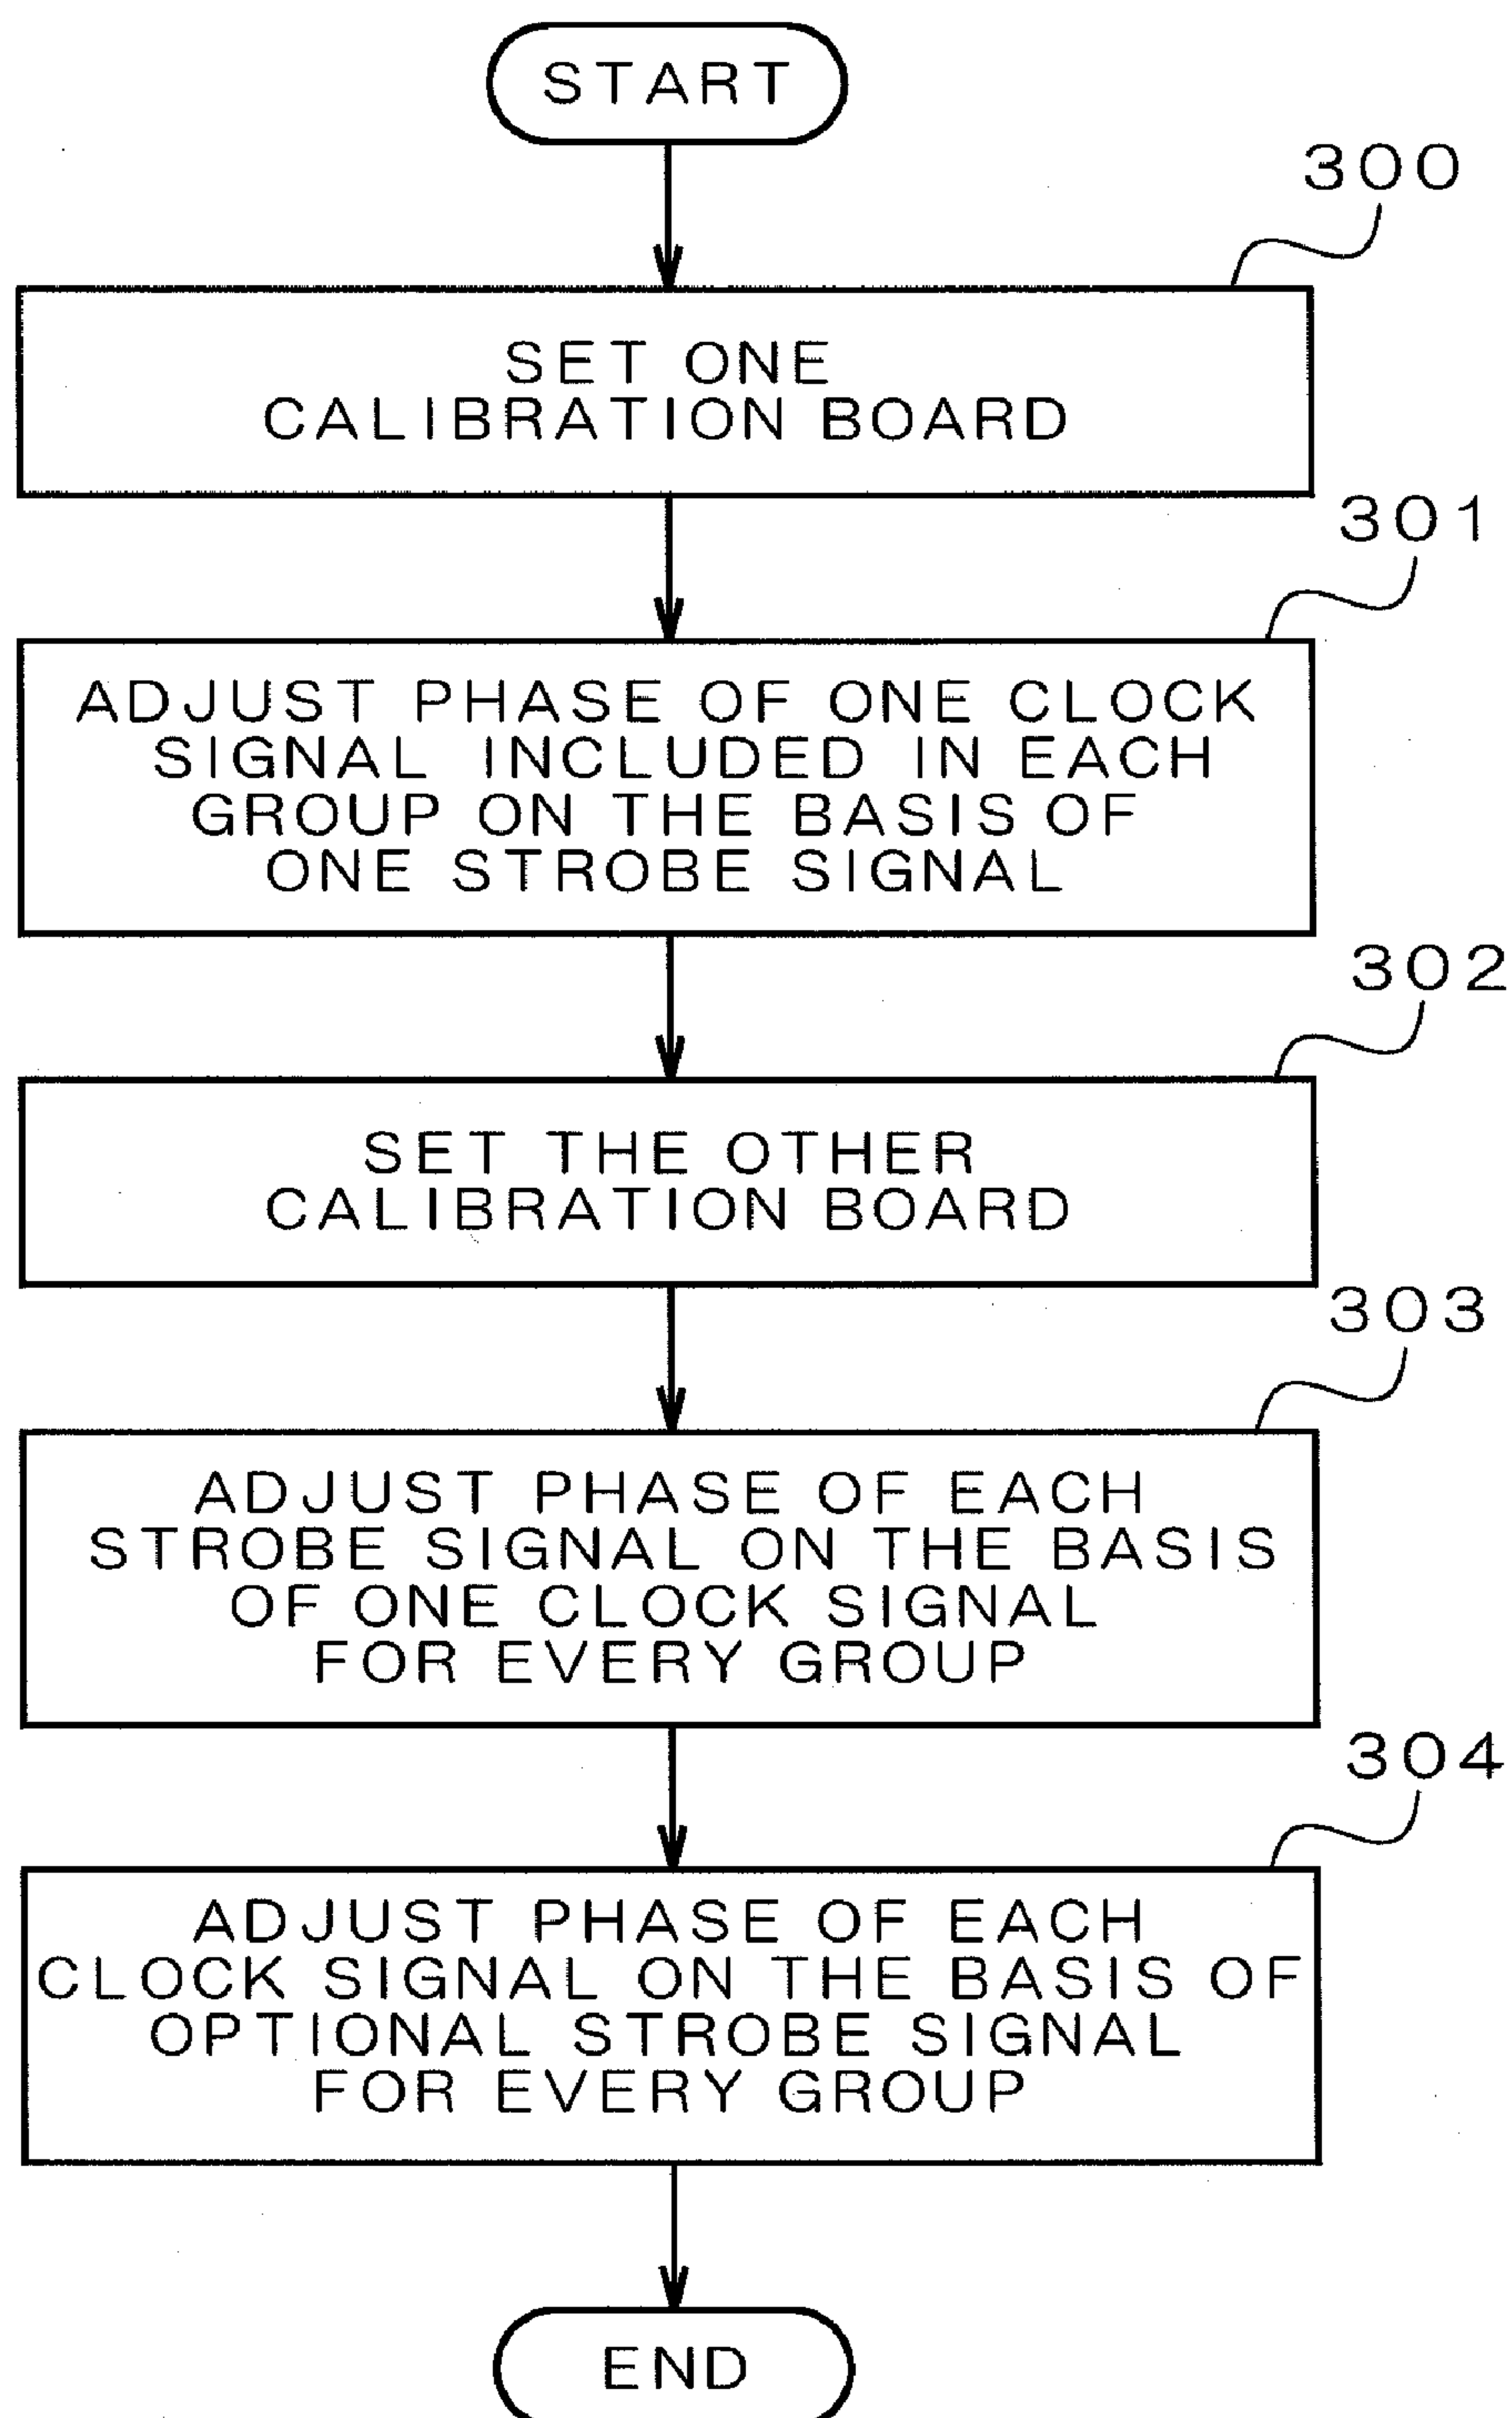 START
300
SET ONE
CALIBRATION BOARD
301
ADJUST PHASE OF ONE CLOCK
SIGNAL INCLUDED IN EACH
GROUP ON THE BASIS OF
ONE STROBE SIGNAL
302
SET THE OTHER
CALIBRATION BOARD
303
ADJUST PHASE OF EACH
STROBE SIGNAL ON THE BASIS
OF ONE CLOCK SIGNAL
FOR EVERY GROUP
304
ADJUST PHASE OF EACH
CLOCK SIGNAL ON THE BASIS OF
OPTIONAL STROBE SIGNAL
FOR EVERY GROUP
END